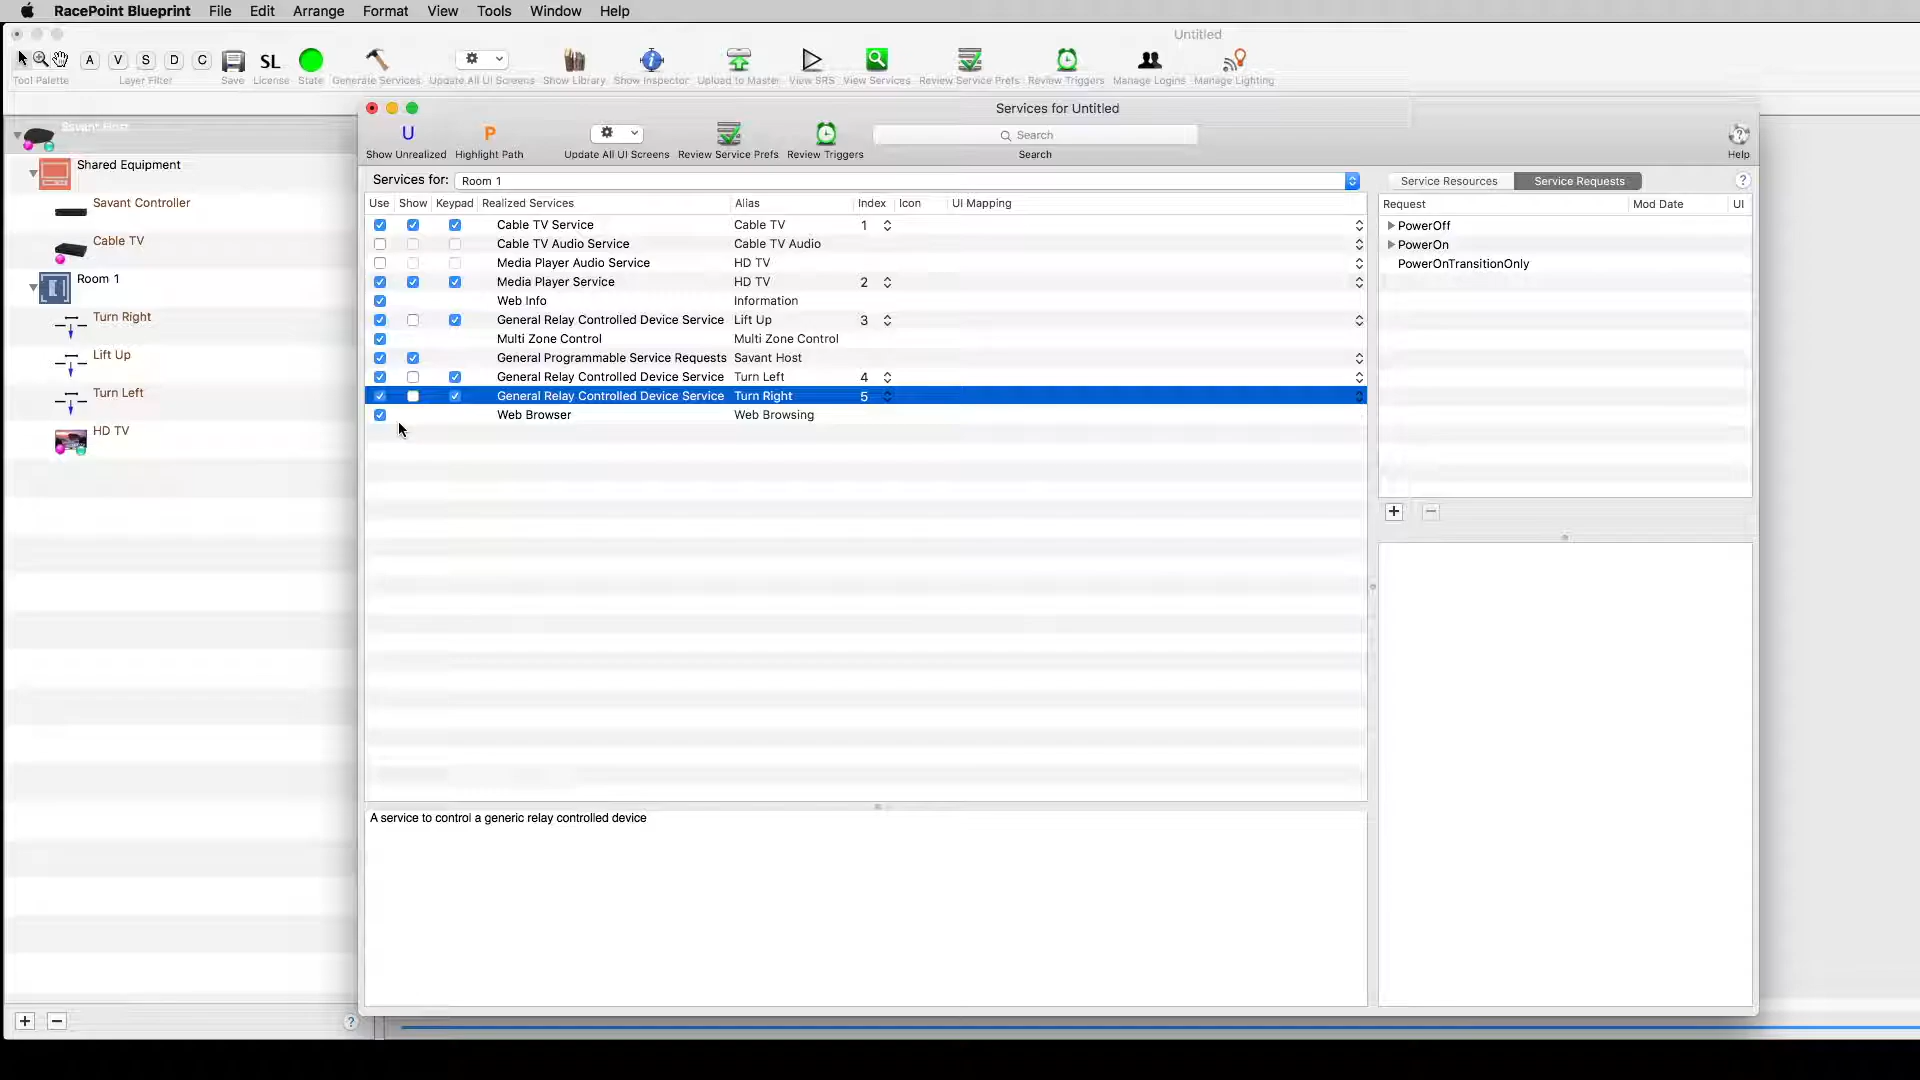 RacePoint Blueprint File Edit Arrange Format View Tools Window Help
Untitled
A V S D C SL
Tool Palette Layer Filter Save License State Generate Services Update All UI Screens Show Library Show Inspector Upload to Master View SRS View Services Review Service Prefs Review Triggers Manage Logins Manage Lighting
Savant Host
Shared Equipment
Savant Controller
Cable TV
Room 1
Turn Right
Lift Up
Turn Left
HD TV
Services for Untitled
U P Search
Show Unrealized Highlight Path Update All UI Screens Review Service Prefs Review Triggers Search Help
Services for: Room 1
Use Show Keypad Realized Services Alias Index Icon UI Mapping
Cable TV Service Cable TV 1
Cable TV Audio Service Cable TV Audio
Media Player Audio Service HD TV
Media Player Service HD TV 2
Web Info Information
General Relay Controlled Device Service Lift Up 3
Multi Zone Control Multi Zone Control
General Programmable Service Requests Savant Host
General Relay Controlled Device Service Turn Left 4
General Relay Controlled Device Service Turn Right 5
Web Browser Web Browsing
A service to control a generic relay controlled device
Service Resources Service Requests ?
Request Mod Date UI
PowerOff
PowerOn
PowerOnTransitionOnly
+ −
+ − ?